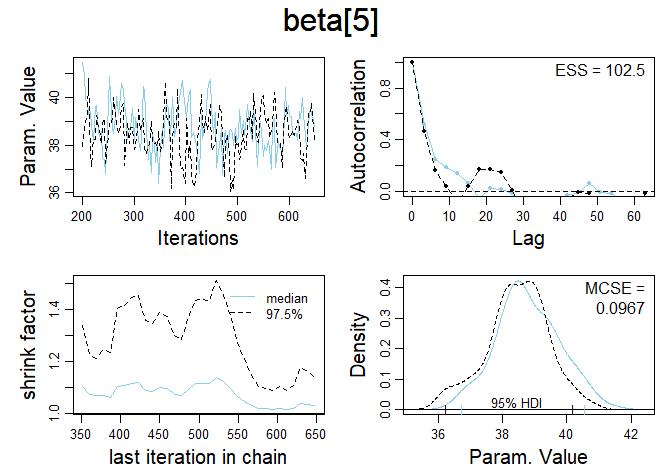 beta[5]
Param. Value
36 38 40
200 300 400 500 600
Iterations
Autocorrelation
0.0 0.4 0.8
ESS = 102.5
0 10 20 30 40 50 60
Lag
shrink factor
1.0 1.2 1.4
median
97.5%
350 400 450 500 550 600 650
last iteration in chain
Density
0.0 0.1 0.2 0.3 0.4
MCSE =
0.0967
95% HDI
36 38 40 42
Param. Value